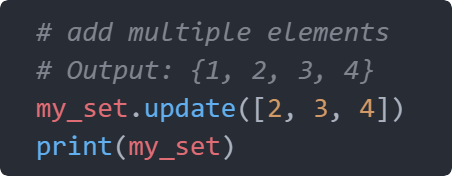 # add multiple elements
# Output: {1, 2, 3, 4}
my_set.update([2, 3, 4])
print(my_set)